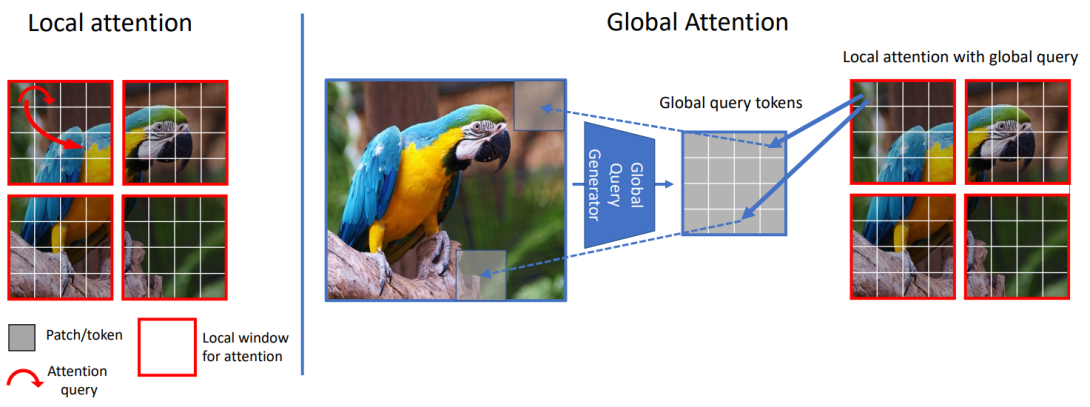 Local attention
Global Attention
Local attention with global query
Global query tokens
Global
Query
Generator
Patch/token
Local window
for attention
Attention
query